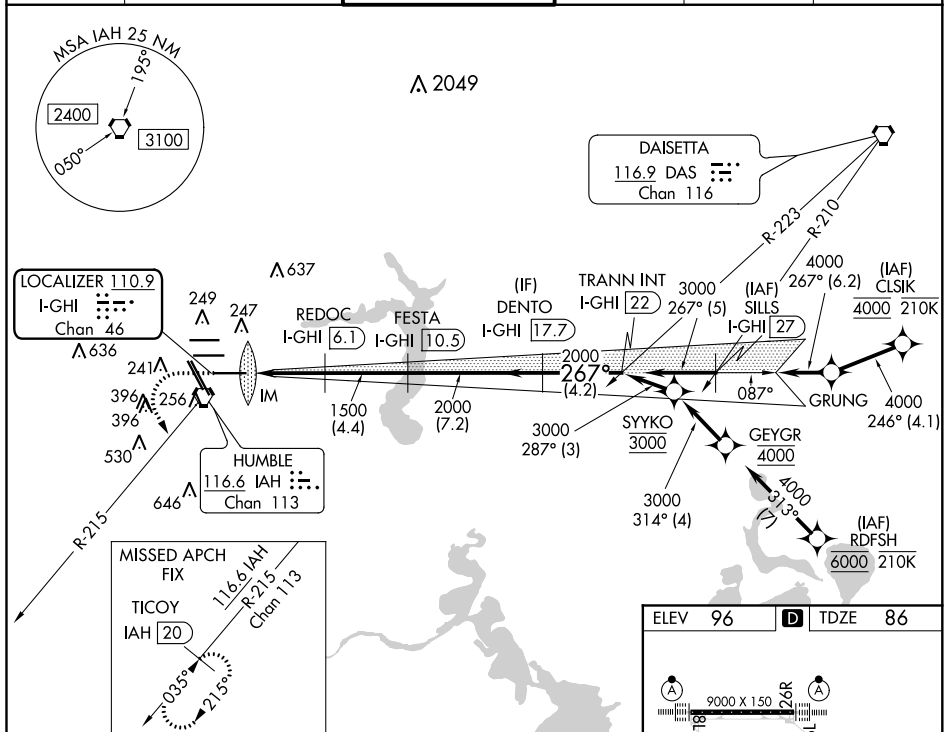 MSA IAH 25 NM
195°
2400
3100
050°
2049
DAISETTA
116.9 DAS
Chan 116
R-223
R-210
LOCALIZER 110.9
I-GHI
Chan 46
637
249
247
636
241
396
396
256
530
646
IM
REDOC
I-GHI 6.1
FESTA
I-GHI 10.5
(IF)
DENTO
I-GHI 17.7
TRANN INT
I-GHI 22
3000
267° (5)
(IAF)
SILLS
I-GHI 27
4000
267° (6.2)
(IAF)
CLSIK
4000 210K
2000
267°
(4.2)
087°
GRUNG
4000
246° (4.1)
1500
(4.4)
2000
(7.2)
3000
287° (3)
SYYKO
3000
GEYGR
4000
3000
314° (4)
4000
313°
(7)
(IAF)
RDFSH
6000 210K
HUMBLE
116.6 IAH
Chan 113
R-215
MISSED APCH
FIX
TICOY
IAH 20
116.6 IAH
R-215
Chan 113
035°
215°
ELEV 96 D TDZE 86
A
9000 X 150
26R
A
8L